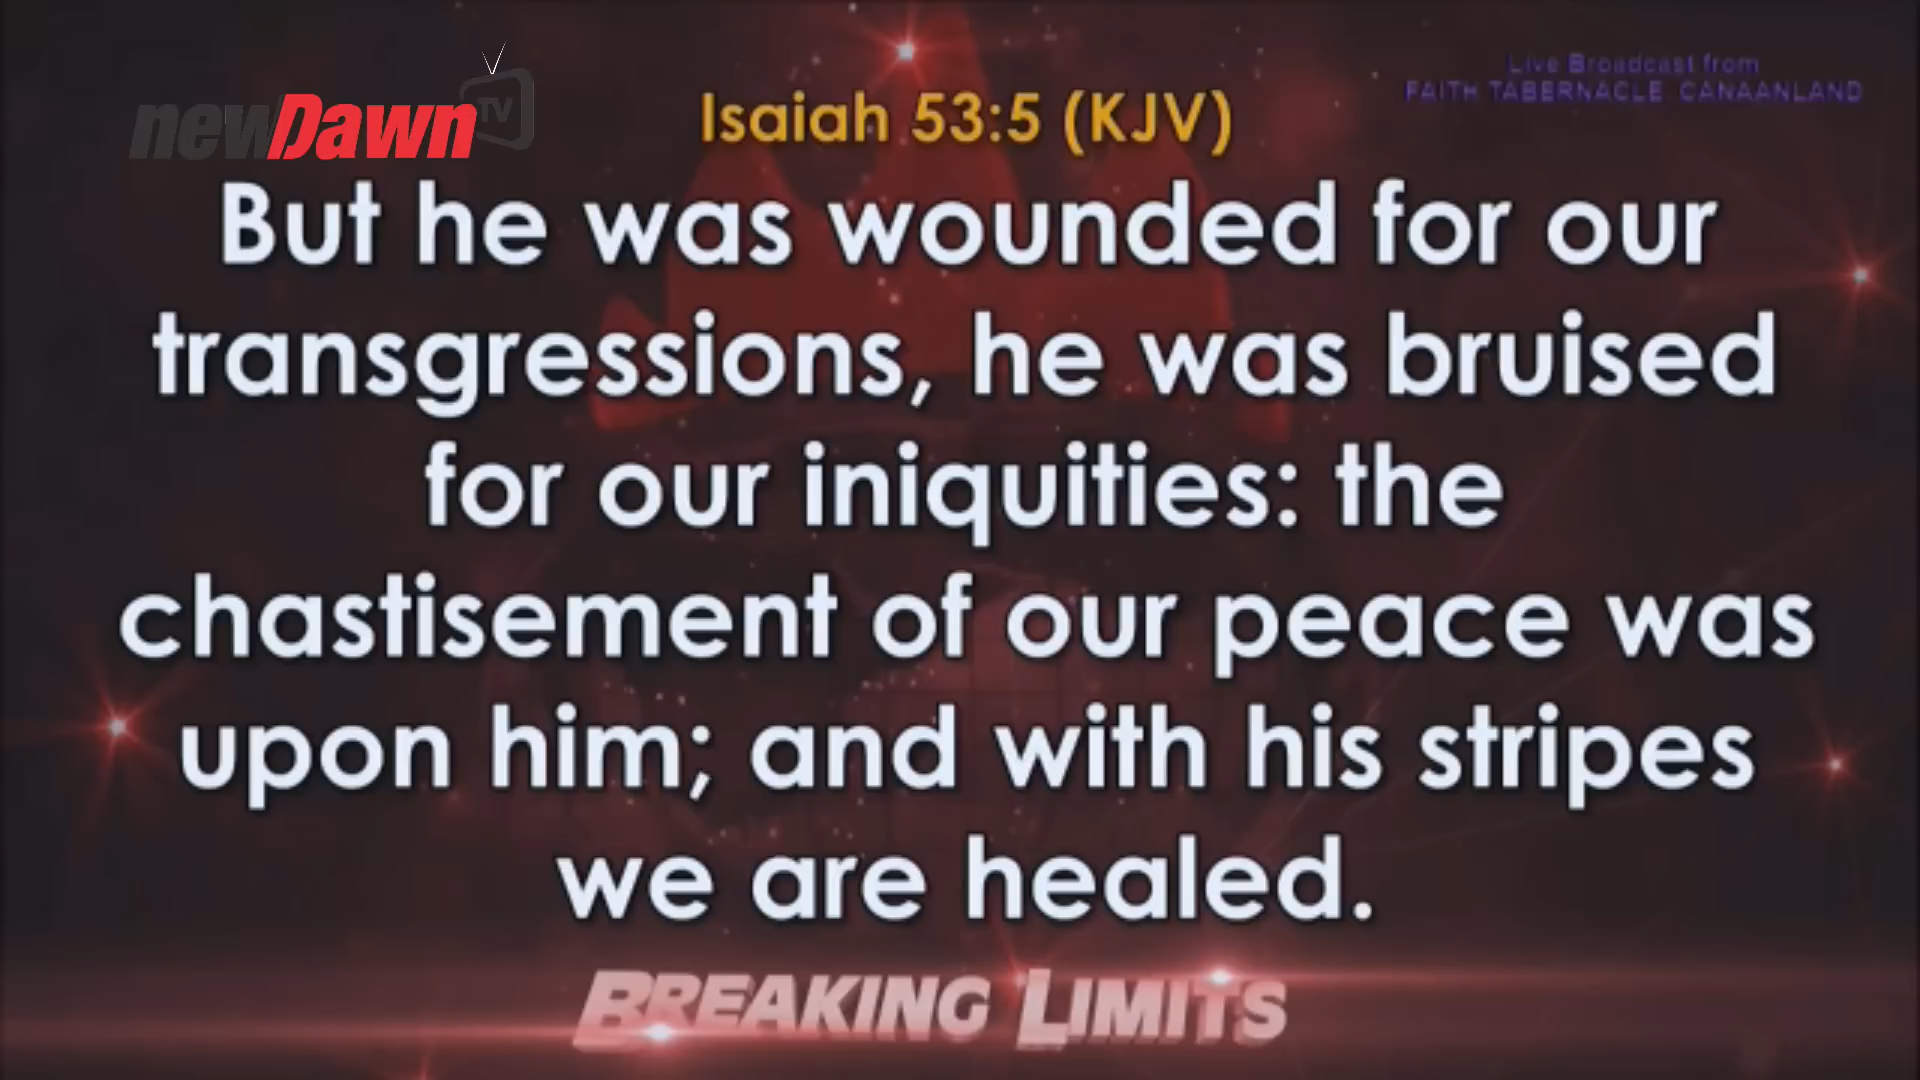 newDawn TV
Live Broadcast from
FAITH TABERNACLE CANAANLAND
Isaiah 53:5 (KJV)
But he was wounded for our
transgressions, he was bruised
for our iniquities: the
chastisement of our peace was
upon him; and with his stripes
we are healed.
BREAKING LIMITS